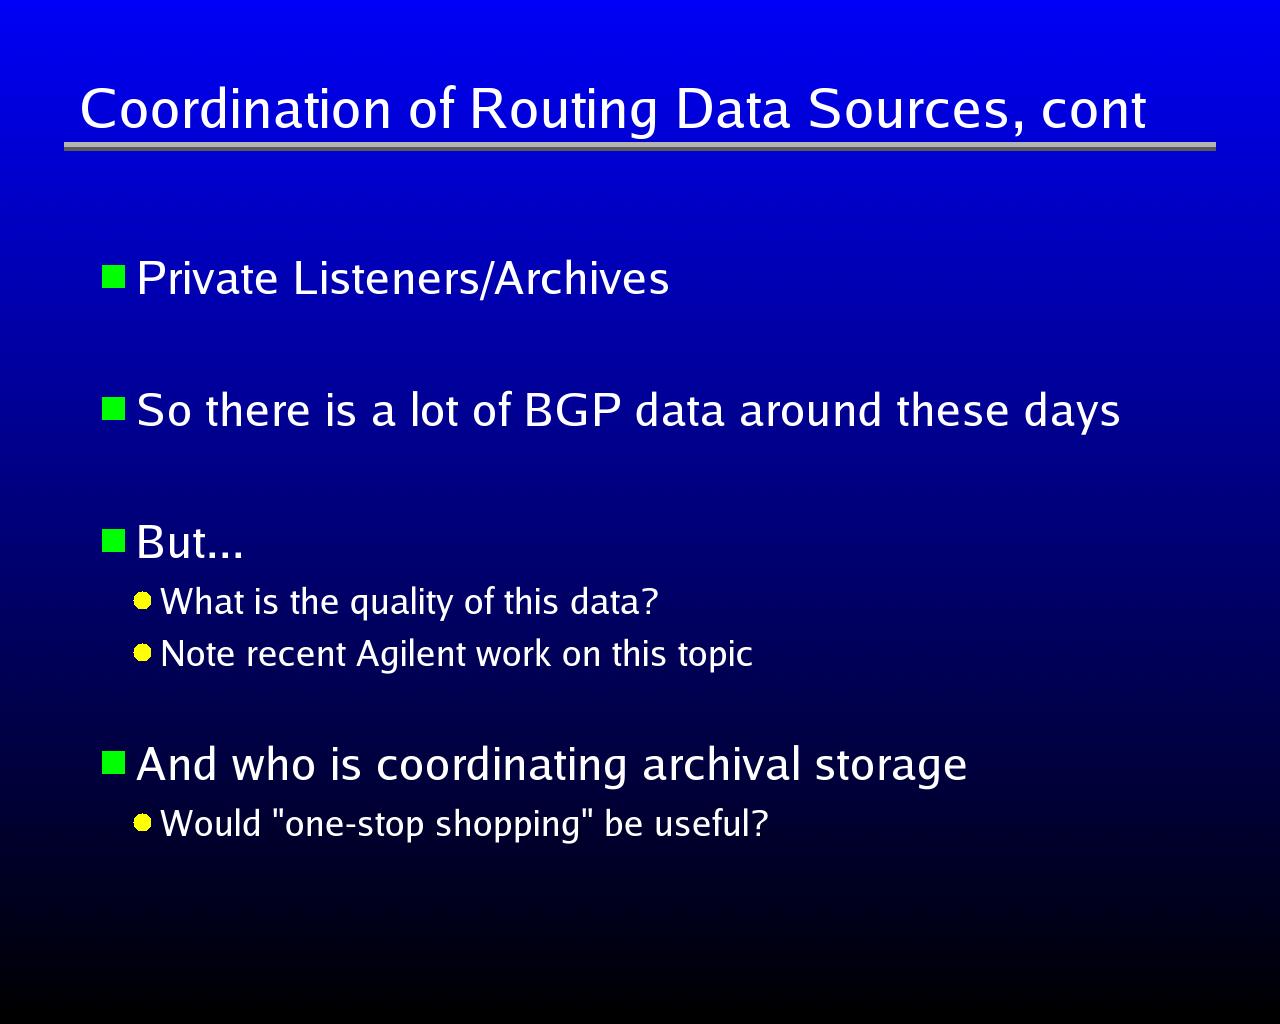 Coordination of Routing Data Sources, cont
Private Listeners/Archives
So there is a lot of BGP data around these days
But...
What is the quality of this data?
Note recent Agilent work on this topic
And who is coordinating archival storage
Would "one-stop shopping" be useful?